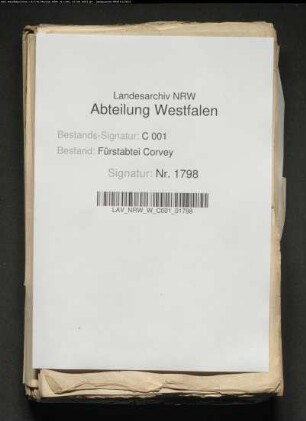 Landesarchiv NRW
Abteilung Westfalen
Bestands-Signatur: C 001
Bestand: Fürstabtei Corvey
Signatur: Nr. 1798
LAV_NRW_W_C001_01798